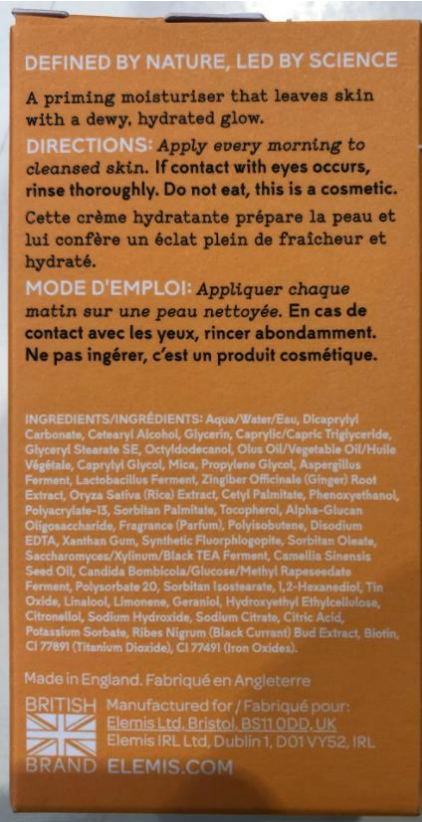 DEFINED BY NATURE, LED BY SCIENCE
A priming moisturiser that leaves skin
with a dewy, hydrated glow.
DIRECTIONS: Apply every morning to
cleansed skin. If contact with eyes occurs,
rinse thoroughly. Do not eat, this is a cosmetic.
Cette crème hydratante prépare la peau et
lui confère un éclat plein de fraîcheur et
hydraté.
MODE D'EMPLOI: Appliquer chaque
matin sur une peau nettoyée. En cas de
contact avec les yeux, rincer abondamment.
Ne pas ingérer, c'est un produit cosmétique.
INGREDIENTS/INGRÉDIENTS: Aqua/Water/Eau, Dicaprylyl
Carbonate, Cetearyl Alcohol, Glycerin, Caprylic/Capric Triglyceride,
Glyceryl Stearate SE, Octyldodecanol, Olus Oil/Vegetable Oil/Huile
Végétale, Caprylyl Glycol, Mica, Propylene Glycol, Aspergillus
Ferment, Lactobacillus Ferment, Zingiber Officinale (Ginger) Root
Extract, Oryza Sativa (Rice) Extract, Cetyl Palmitate, Phenoxyethanol,
Polyacrylate-13, Sorbitan Palmitate, Tocopherol, Alpha-Glucan
Oligosaccharide, Fragrance (Parfum), Polyisobutene, Disodium
EDTA, Xanthan Gum, Synthetic Fluorphlogopite, Sorbitan Oleate,
Saccharomyces/Xylinum/Black TEA Ferment, Camellia Sinensis
Seed Oil, Candida Bombicola/Glucose/Methyl Rapeseedate
Ferment, Polysorbate 20, Sorbitan Isostearate, 1,2-Hexanediol, Tin
Oxide, Linalool, Limonene, Geraniol, Hydroxyethyl Ethylcellulose,
Citronellol, Sodium Hydroxide, Sodium Citrate, Citric Acid,
Potassium Sorbate, Ribes Nigrum (Black Currant) Bud Extract, Biotin,
CI 77891 (Titanium Dioxide), CI 77491 (Iron Oxides).
Made in England. Fabriqué en Angleterre
BRITISH
BRAND
Manufactured for / Fabriqué pour:
Elemis Ltd, Bristol, BS11 0DD, UK
Elemis IRL Ltd, Dublin 1, D01 VY52, IRL
ELEMIS.COM